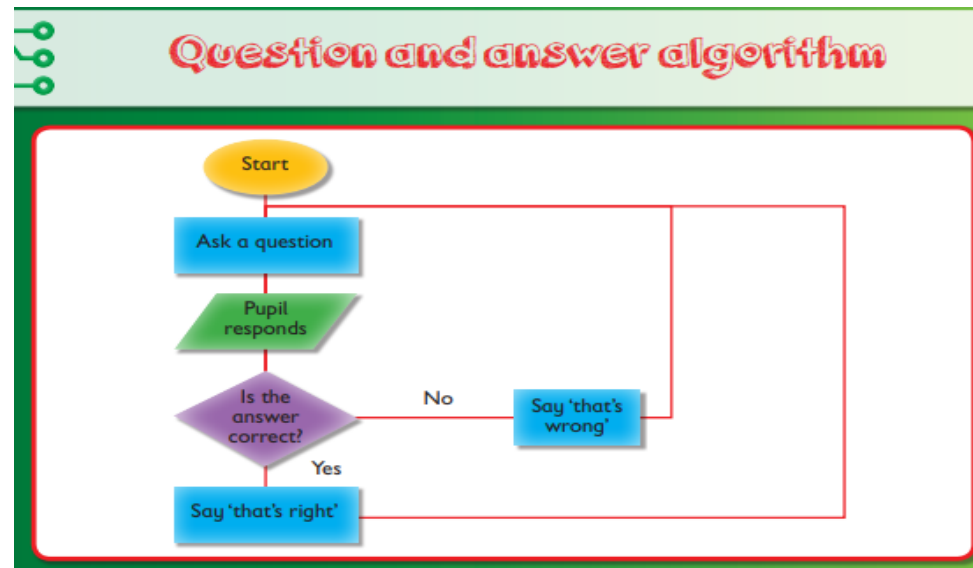 Question and answer algorithm
Start
Ask a question
Pupil
responds
Is the
answer
correct?
No
Say ‘that’s
wrong’
Yes
Say ‘that’s right’